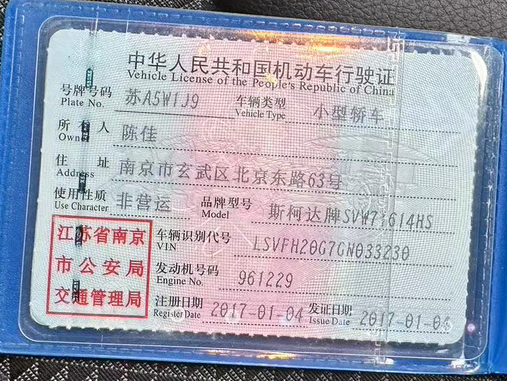 中华人民共和国机动车行驶证
Vehicle License of the People's Republic of China
号牌号码 Plate No. 苏A5W1J9 车辆类型 Vehicle Type 小型轿车
所有人 Owner 陈佳
住址 南京市玄武区北京东路63号
使用性质 Use Character 非营运 品牌型号 Model 斯柯达牌SVW71614HS
江苏省南京
市公安局
交通管理局
车辆识别代号 VIN LSVFH20G7GN033230
发动机号码 Engine No. 961229
注册日期 Register Date 2017-01-04 发证日期 Issue Date 2017-01-04